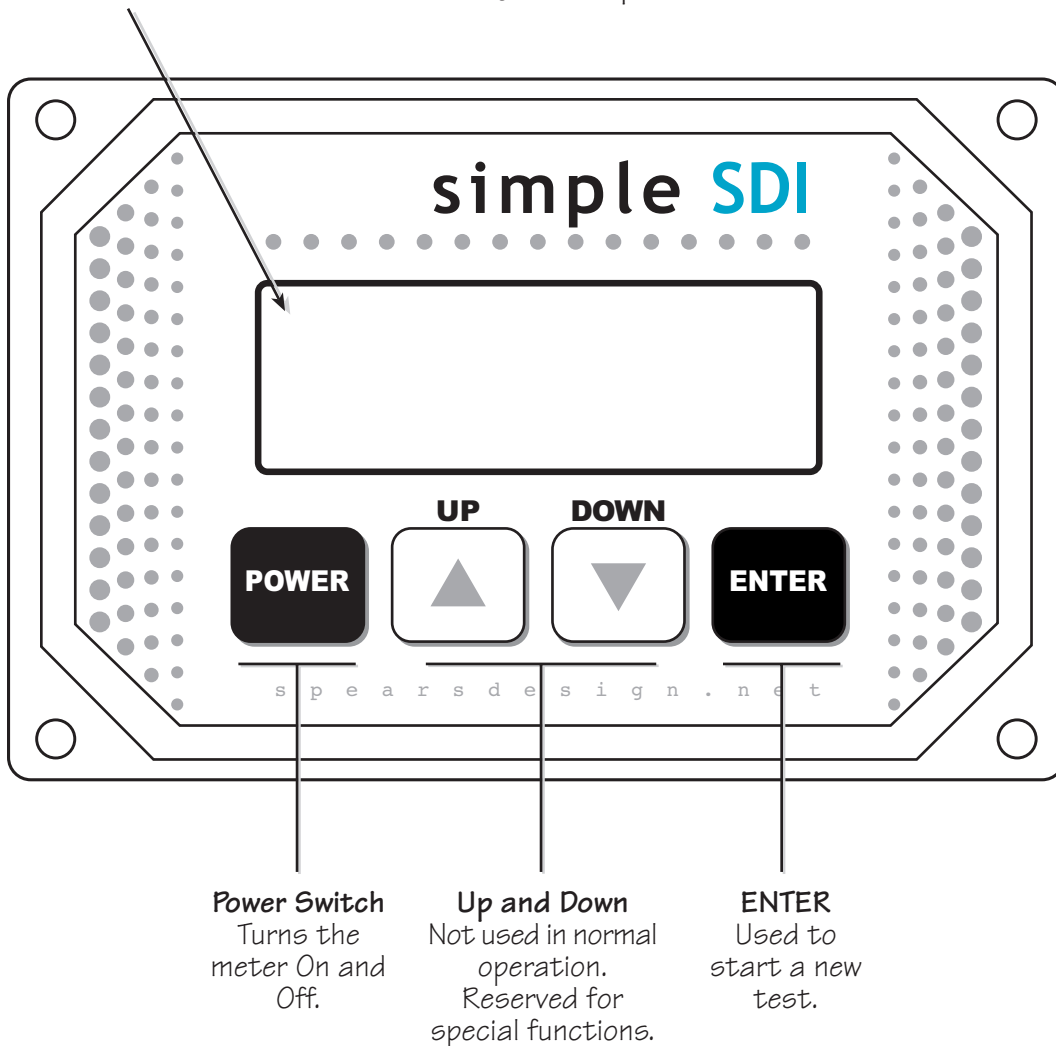 simple SDI
UP DOWN
POWER
ENTER
spearsdesign.net
Power Switch
Turns the
meter On and
Off.
Up and Down
Not used in normal
operation.
Reserved for
special functions.
ENTER
Used to
start a new
test.